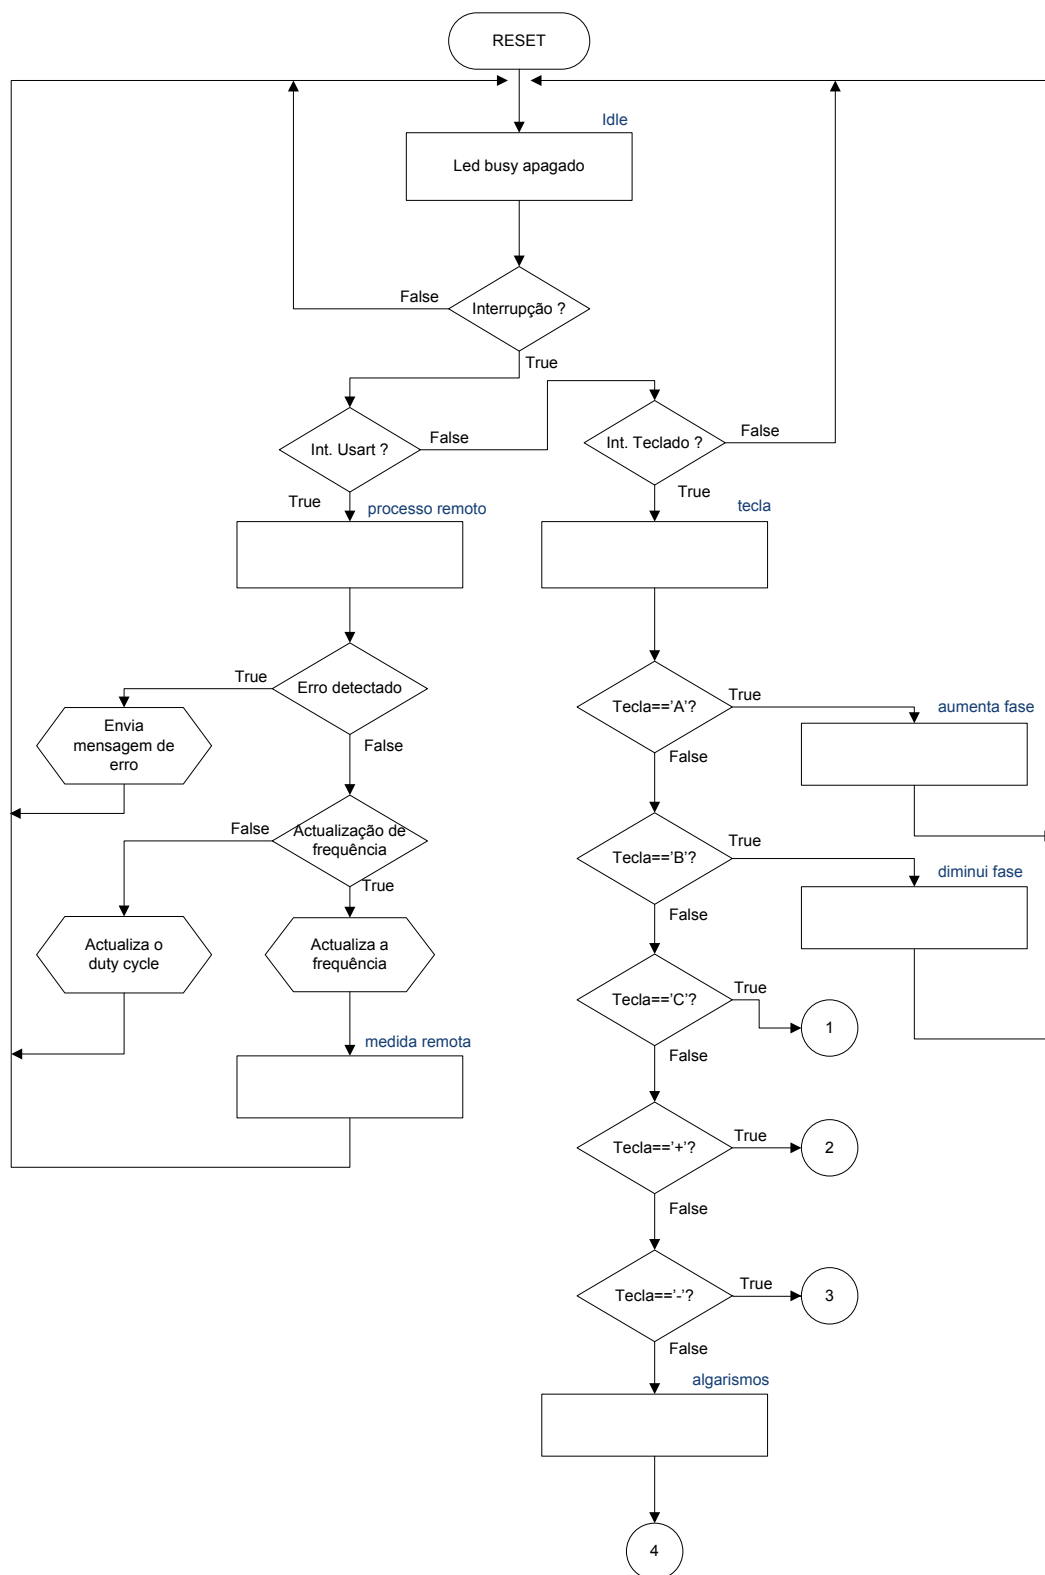 RESET
Idle
Led busy apagado
False
Interrupção ?
True
Int. Usart ?
False
Int. Teclado ?
False
True
True
processo remoto
tecla
True
Erro detectado
False
Envia
mensagem de
erro
Tecla=='A'?
True
aumenta fase
False
False
Actualização de
frequência
True
Tecla=='B'?
True
diminui fase
False
Actualiza o
duty cycle
Actualiza a
frequência
Tecla=='C'?
True
1
False
medida remota
Tecla=='+'?
True
2
False
Tecla=='-'?
True
3
False
algarismos
4